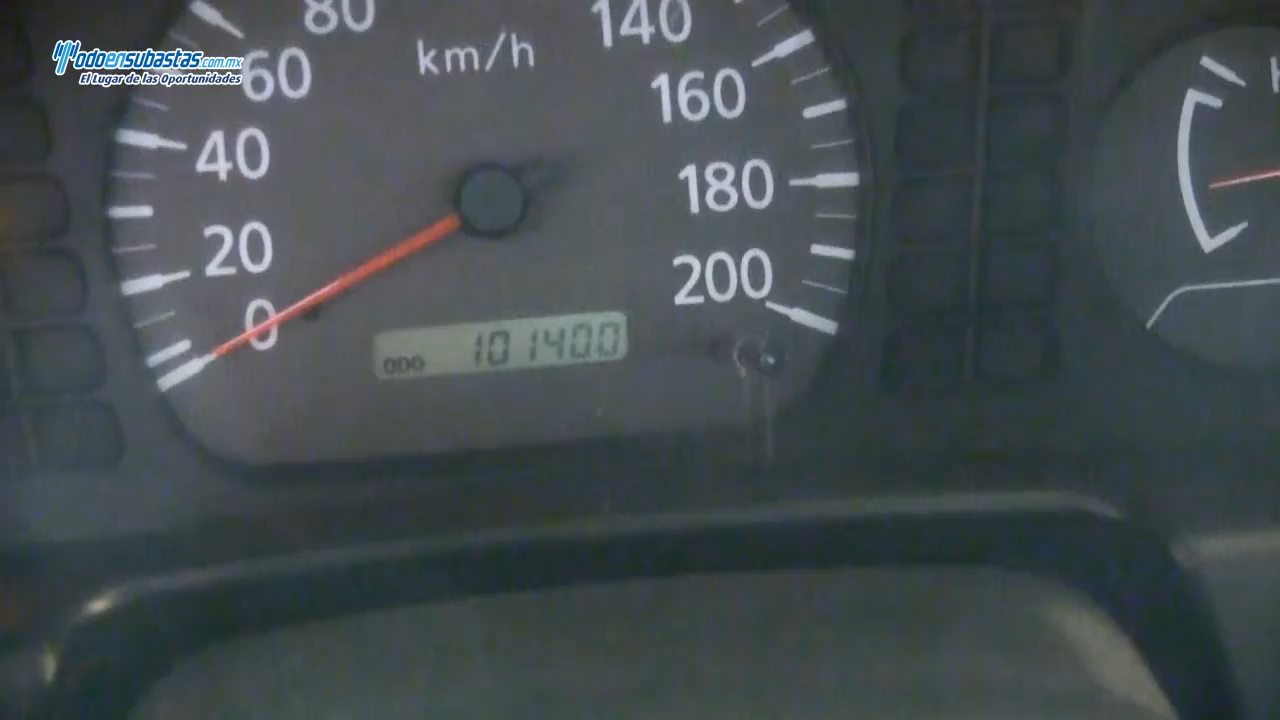 TodoenSubastas.com.mx
El Lugar de las Oportunidades
80
140
km/h
60
160
40
180
20
200
0
ODO 101400
H